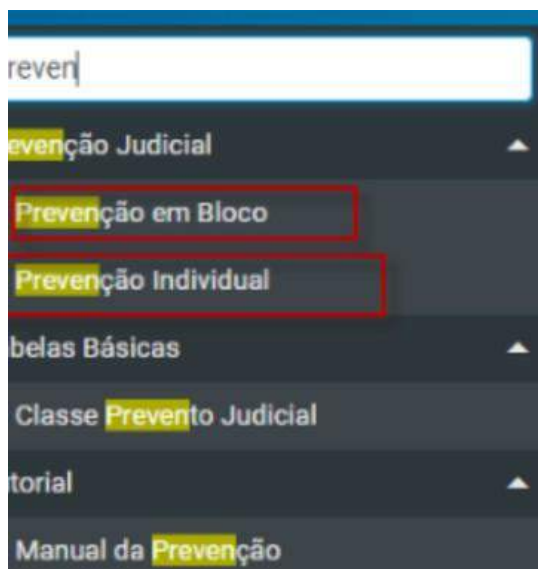 reven
evenção Judicial
Prevenção em Bloco
Prevenção Individual
belas Básicas
Classe Prevento Judicial
torial
Manual da Prevenção